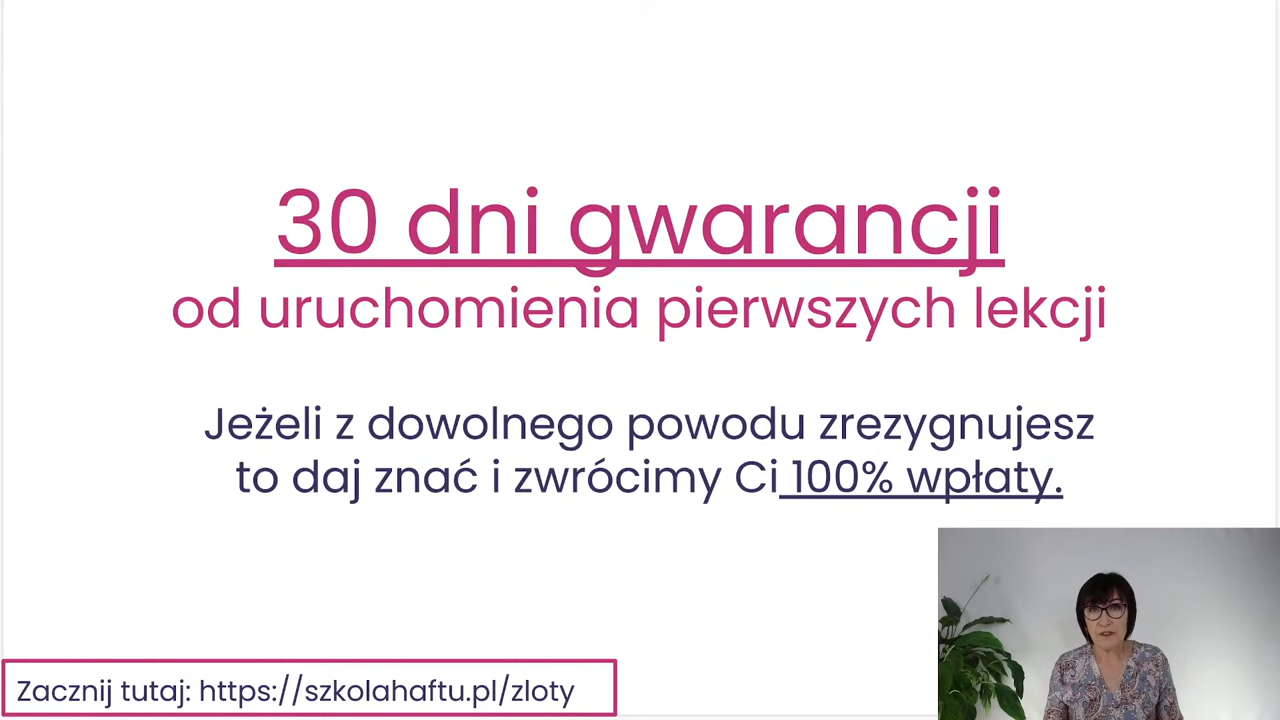 30 dni gwarancji
od uruchomienia pierwszych lekcji
Jeżeli z dowolnego powodu zrezygnujesz
to daj znać i zwrócimy Ci 100% wpłaty.
Zacznij tutaj: https://szkolahaftu.pl/zloty